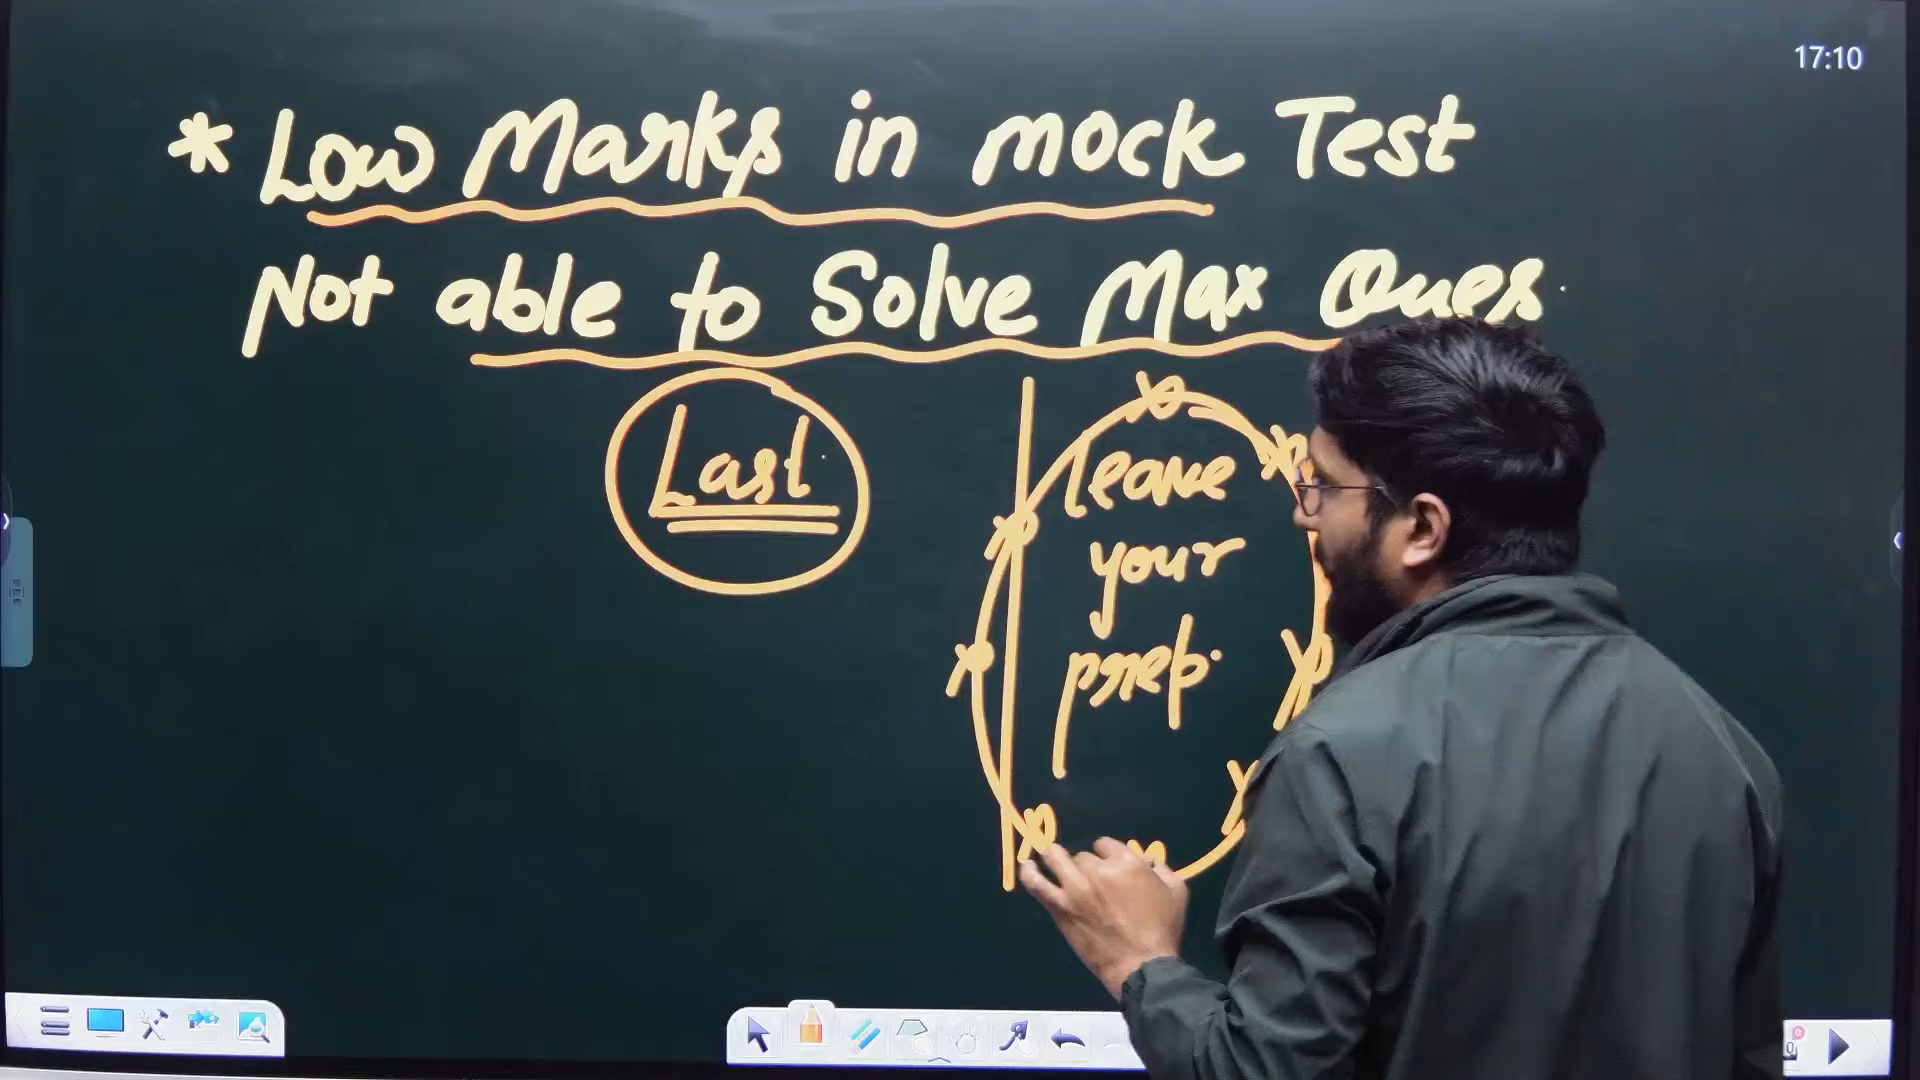 17:10
* Low Marks in mock Test
Not able to Solve Max Ques.
Last
leave
your
prep.